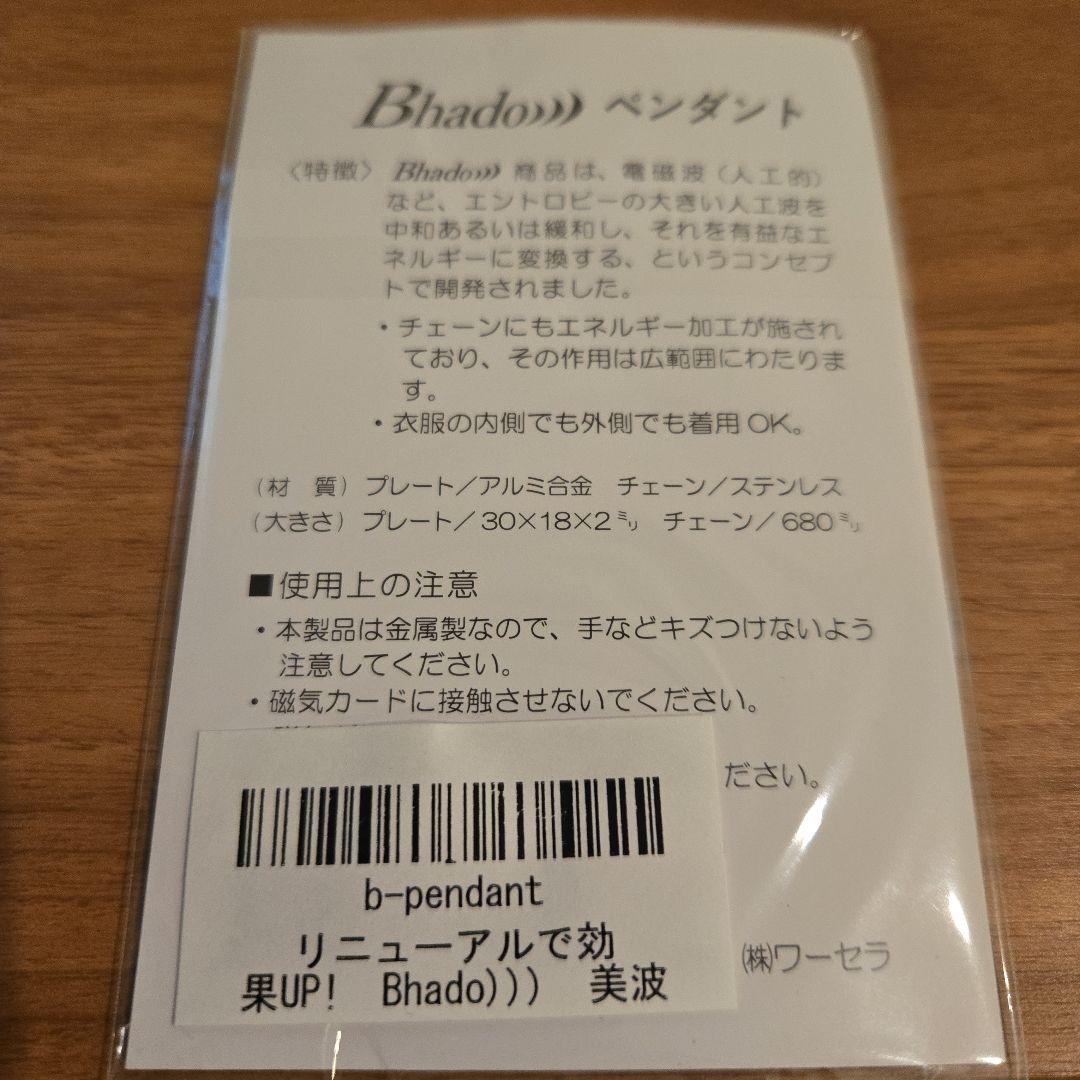 Bhado))) ペンダント
〈特徴〉 Bhado))) 商品は、電磁波(人工的)
など、エントロピーの大きい人工波を
中和あるいは緩和し、それを有益なエ
ネルギーに変換する、というコンセプ
トで開発されました。
・チェーンにもエネルギー加工が施され
ており、その作用は広範囲にわたりま
す。
・衣服の内側でも外側でも着用OK。
(材 質) プレート/アルミ合金 チェーン/ステンレス
(大きさ) プレート/30×18×2㍉ チェーン/680㍉
■使用上の注意
・本製品は金属製なので、手などキズつけないよう
注意してください。
・磁気カードに接触させないでください。
ださい。
b-pendant
リニューアルで効
果UP! Bhado))) 美波
㈱ワーセラ